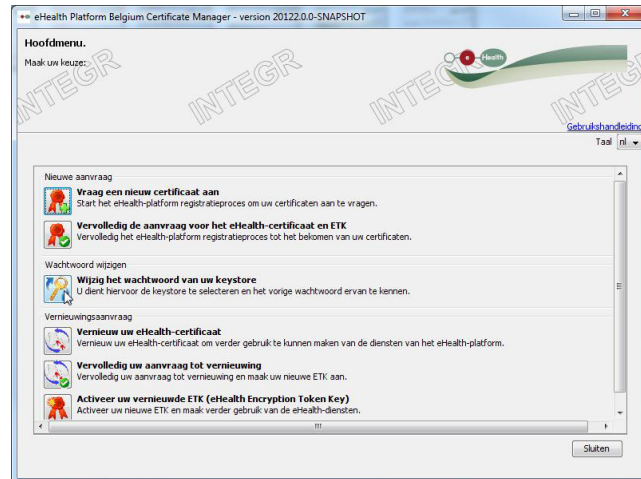 eHealth Platform Belgium Certificate Manager - version 20122.0.0-SNAPSHOT
Hoofdmenu.
Maak uw keuze:
Health
INTEGR INTEGR INTEGR INTEGR
Gebruikshandleiding
Taal nl
Nieuwe aanvraag
Vraag een nieuw certificaat aan
Start het eHealth-platform registratieproces om uw certificaten aan te vragen.
Vervolledig de aanvraag voor het eHealth-certificaat en ETK
Vervolledig het eHealth-platform registratieproces tot het bekomen van uw certificaten.
Wachtwoord wijzigen
Wijzig het wachtwoord van uw keystore
U dient hiervoor de keystore te selecteren en het vorige wachtwoord ervan te kennen.
Vernieuwingsaanvraag
Vernieuw uw eHealth-certificaat
Vernieuw uw eHealth-certificaat om verder gebruik te kunnen maken van de diensten van het eHealth-platform.
Vervolledig uw aanvraag tot vernieuwing
Vervolledig uw aanvraag tot vernieuwing en maak uw nieuwe ETK aan.
Activeer uw vernieuwde ETK (eHealth Encryption Token Key)
Activeer uw nieuwe ETK en maak verder gebruik van de eHealth-diensten.
Sluiten